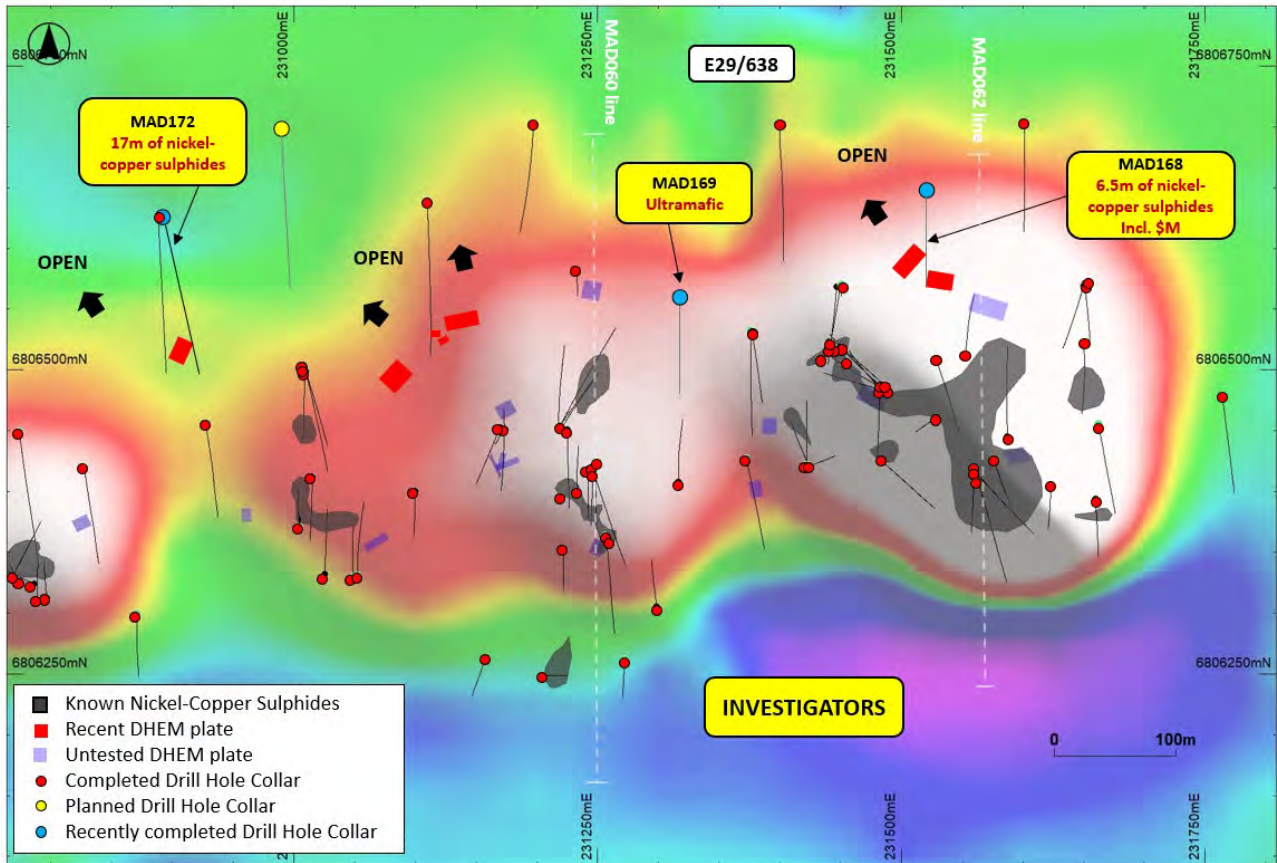 231000mE
231250mE
231500mE
231750mE
6806750mN
E29/638
6806750mN
MAD060 line
MAD062 line
MAD172
17m of nickel-
copper sulphides
OPEN
MAD168
6.5m of nickel-
copper sulphides
Incl. $M
MAD169
Ultramafic
OPEN
OPEN
6806500mN
6806500mN
6806250mN
6806250mN
INVESTIGATORS
Known Nickel-Copper Sulphides
Recent DHEM plate
Untested DHEM plate
Completed Drill Hole Collar
Planned Drill Hole Collar
Recently completed Drill Hole Collar
0 100m
231250mE
231500mE
231750mE